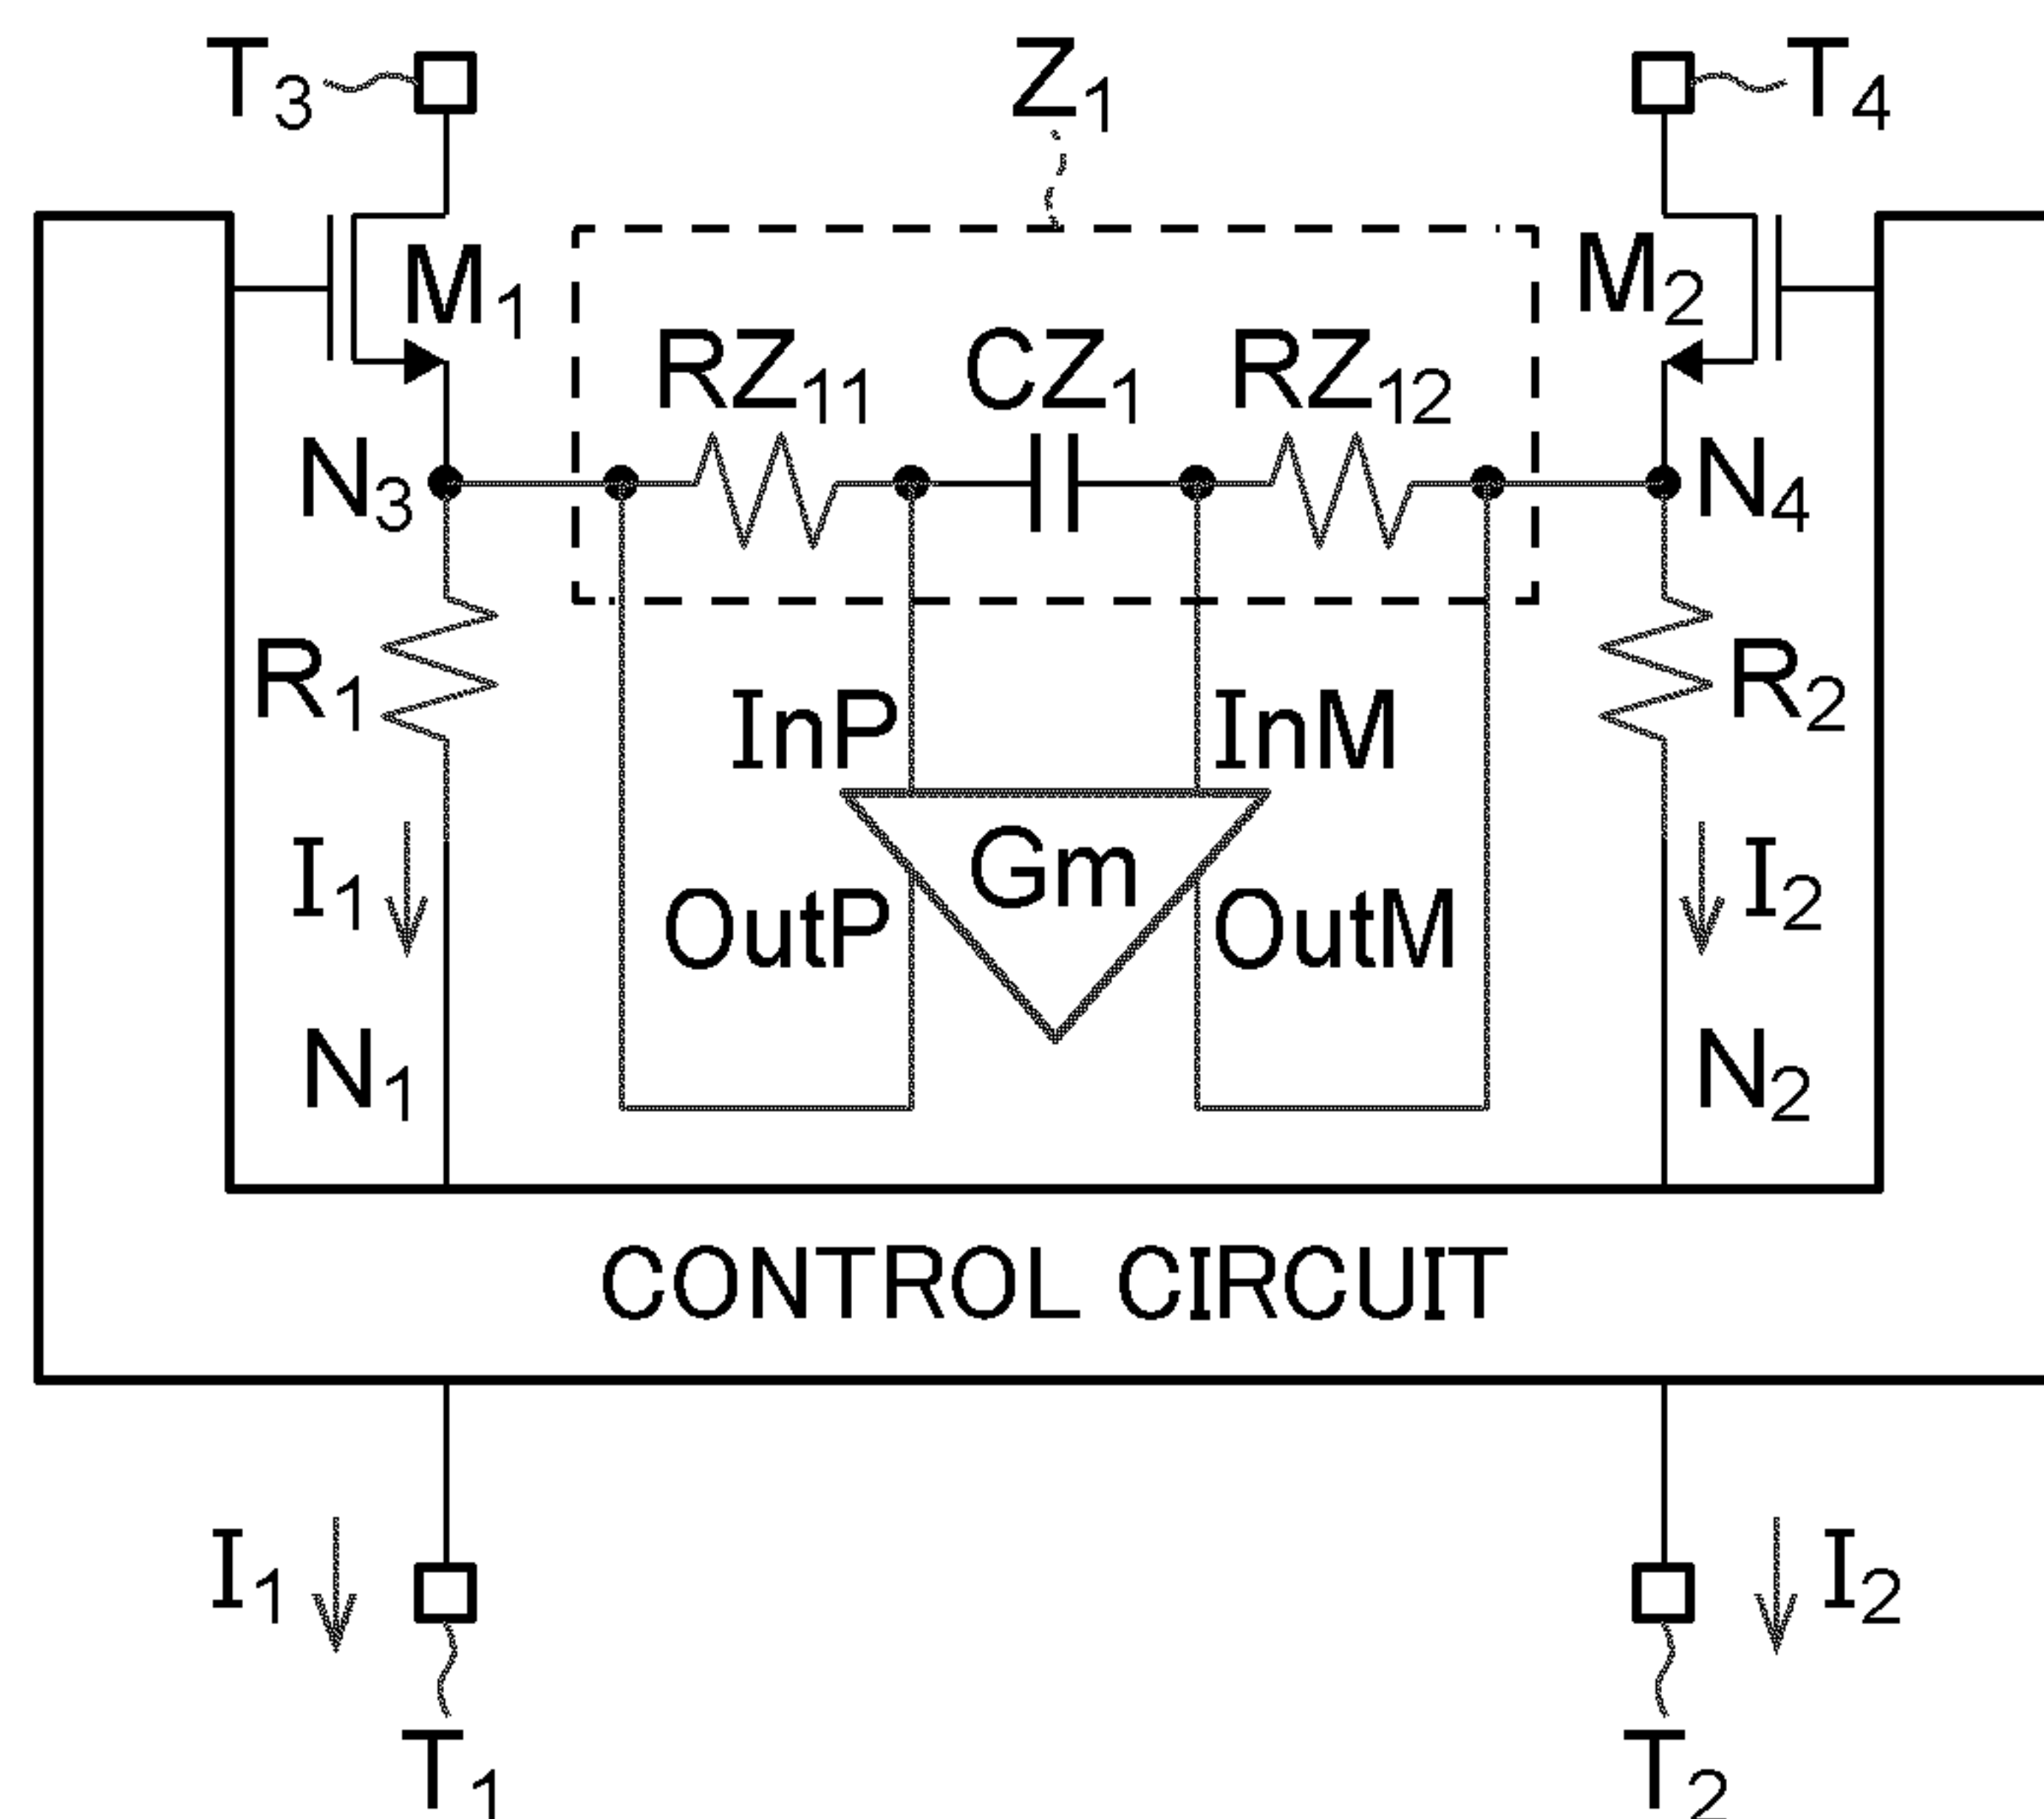 T3 Z1 T4
M1 M2
RZ11 CZ1 RZ12
N3 N4
R1 R2
InP InM
I1 Gm I2
OutP OutM
N1 N2
CONTROL CIRCUIT
I1 I2
T1 T2